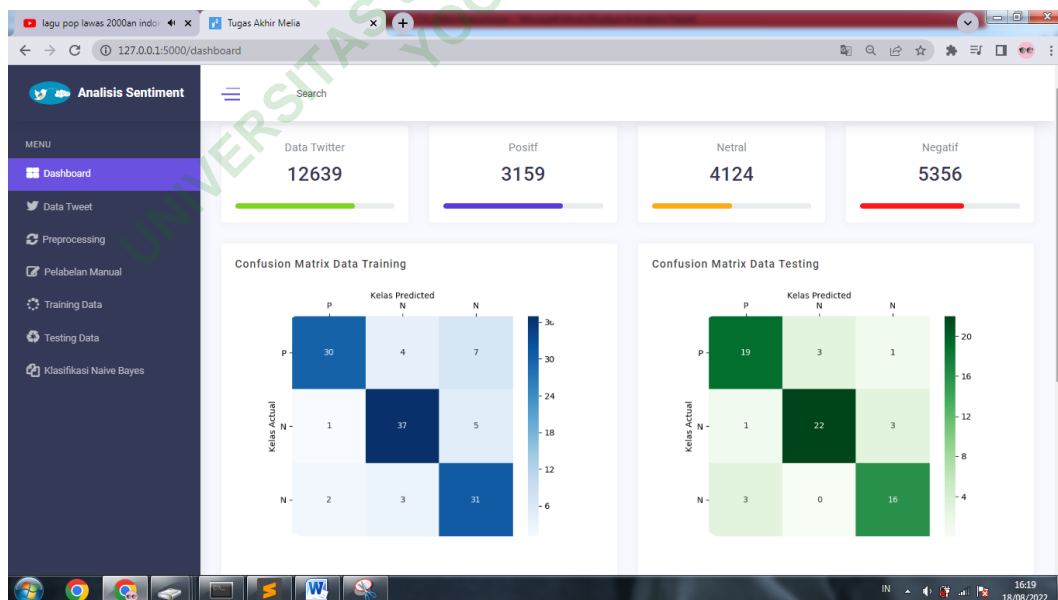 lagu pop lawas 2000an indor
Tugas Akhir Melia
127.0.0.1:5000/dashboard
UNIVERSITAS
YOG
Analisis Sentiment
Search
MENU
Dashboard
Data Tweet
Preprocessing
Pelabelan Manual
Training Data
Testing Data
Klasifikasi Naive Bayes
Data Twitter
12639
Positf
3159
Netral
4124
Negatif
5356
Confusion Matrix Data Training
Kelas Predicted
P N N
P 30 4 7
N 1 37 5
N 2 3 31
Kelas Actual
30
24
18
12
6
Confusion Matrix Data Testing
Kelas Predicted
P N N
P 19 3 1
N 1 22 3
N 3 0 16
Kelas Actual
20
16
12
8
4
IN
16:19
18/08/2022